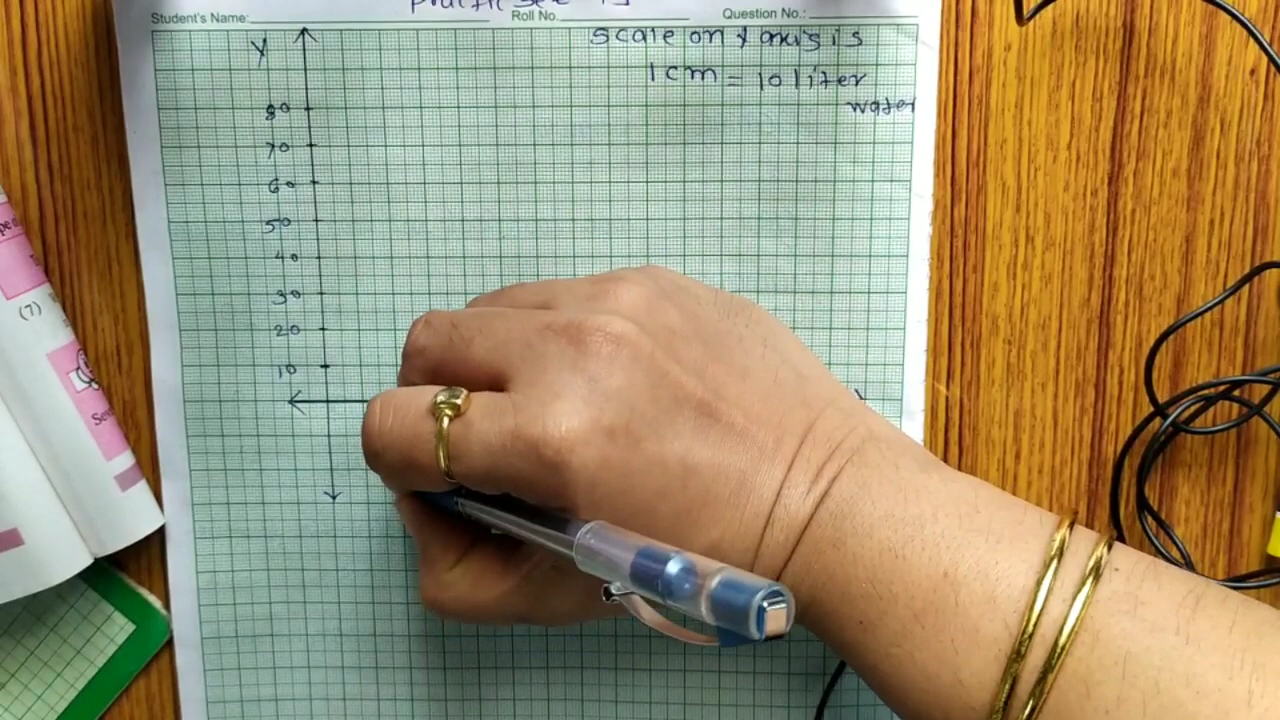 Student's Name: Roll No. Question No.:
scale on Y axis is
1 cm = 10 liter
water
Y
80
70
60
50
40
30
20
10
(7)